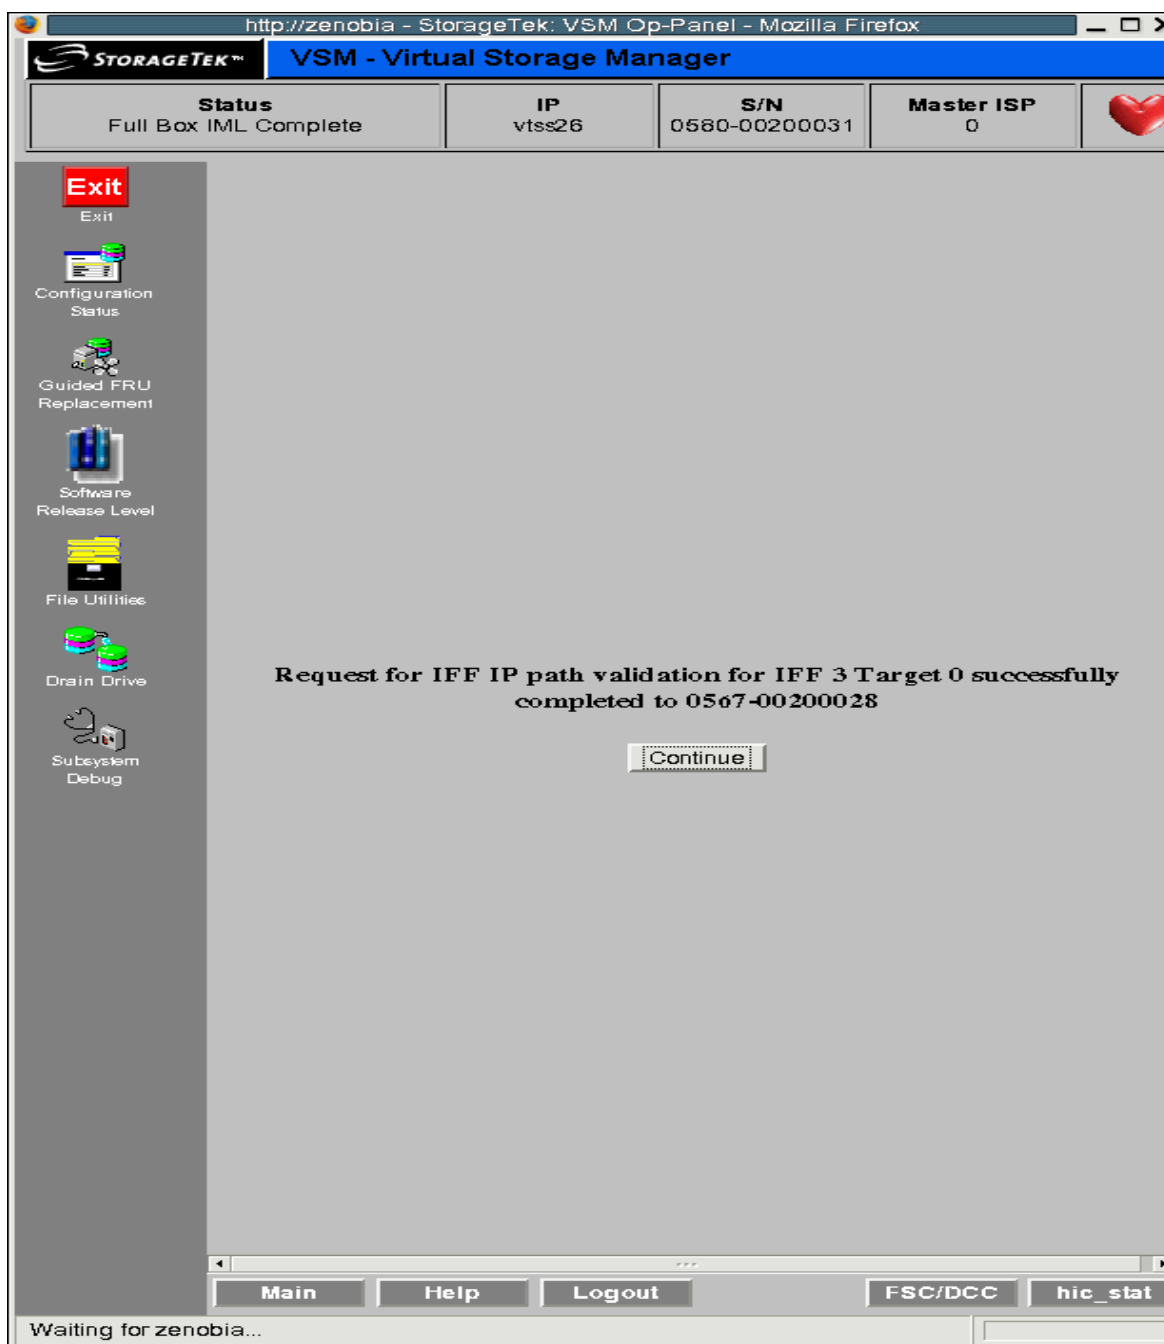 http://zenobia - StorageTek: VSM Op-Panel - Mozilla Firefox
STORAGETEK™
VSM - Virtual Storage Manager
Status
Full Box IML Complete
IP
vtss26
S/N
0580-00200031
Master ISP
0
Exit
Exit
Configuration
Status
Guided FRU
Replacement
Software
Release Level
File Utilities
Drain Drive
Subsystem
Debug
Request for IFF IP path validation for IFF 3 Target 0 successfully
completed to 0567-00200028
Continue
Main
Help
Logout
FSC/DCC
hic_stat
Waiting for zenobia...